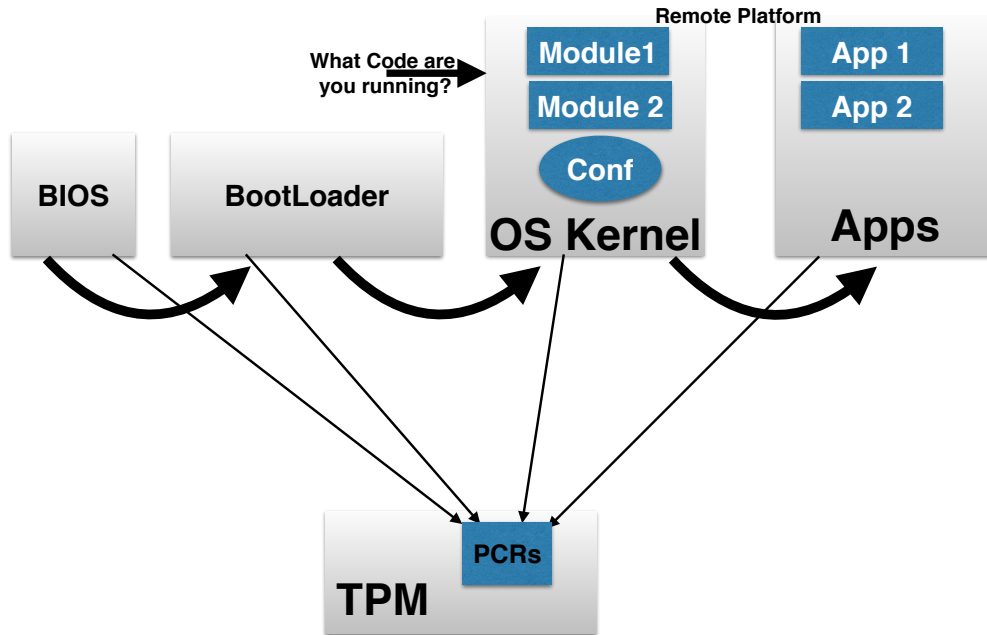 Remote Platform
What Code are
you running?
Module1
Module 2
Conf
OS Kernel
App 1
App 2
Apps
BIOS
BootLoader
PCRs
TPM